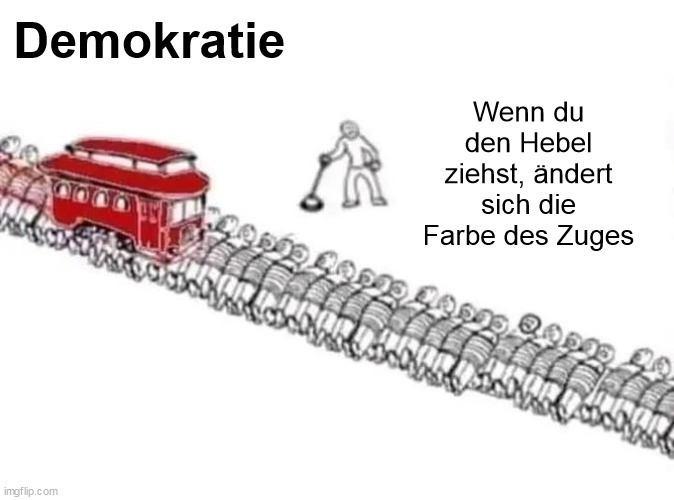 Demokratie
Wenn du
den Hebel
ziehst, ändert
sich die
Farbe des Zuges
imgflip.com